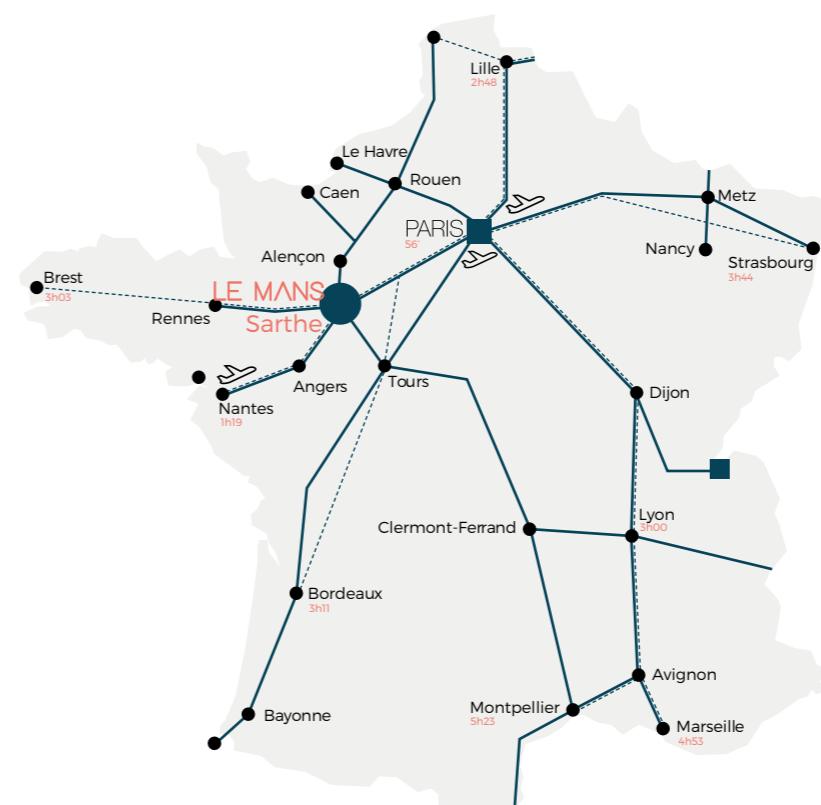 Lille
2h48
Le Havre
Rouen
Caen
Metz
PARIS
56'
Nancy
Strasbourg
3h44
Alençon
Brest
3h03
LE MANS
Sarthe
Rennes
Angers
Tours
Nantes
1h19
Dijon
Lyon
3h00
Clermont-Ferrand
Bordeaux
3h11
Avignon
Montpellier
5h23
Bayonne
Marseille
4h53